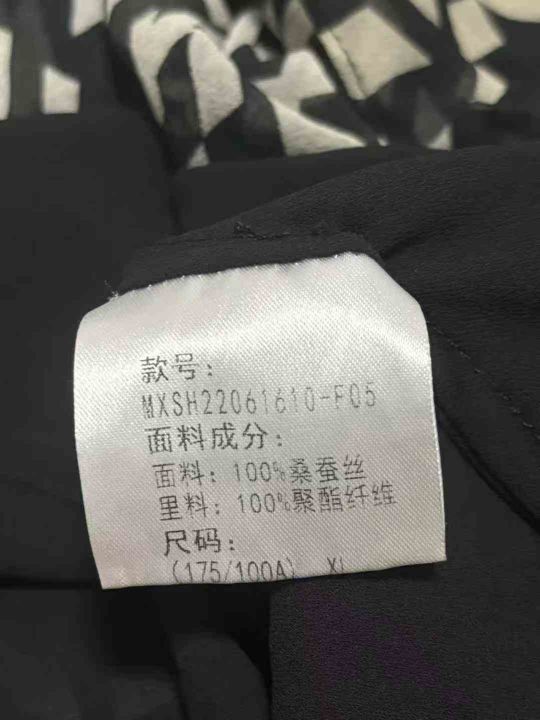 款号:
MXSH22061610-F05
面料成分:
面料: 100%桑蚕丝
里料: 100%聚酯纤维
尺码:
(175/100A) XL